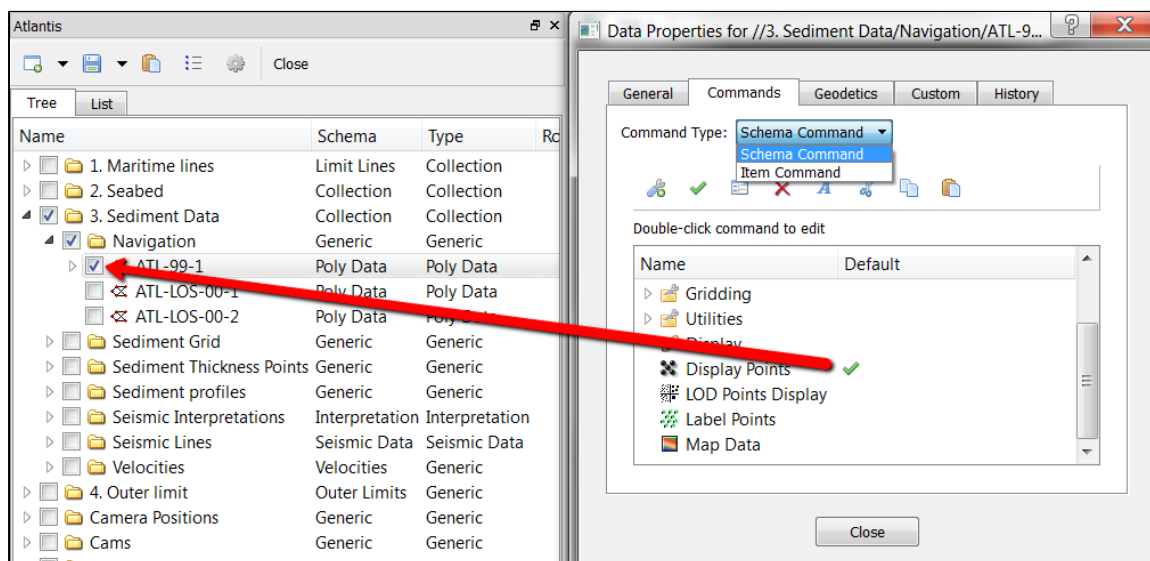 Atlantis
Close
Tree List
Name Schema Type Ro
1. Maritime lines Limit Lines Collection
2. Seabed Collection Collection
3. Sediment Data Collection Collection
Navigation Generic Generic
ATL-99-1 Poly Data Poly Data
ATL-LOS-00-1 Poly Data Poly Data
ATL-LOS-00-2 Poly Data Poly Data
Sediment Grid Generic Generic
Sediment Thickness Points Generic Generic
Sediment profiles Generic Generic
Seismic Interpretations Interpretation Interpretation
Seismic Lines Seismic Data Seismic Data
Velocities Velocities Generic
4. Outer limit Outer Limits Generic
Camera Positions Generic Generic
Cams Generic Generic
Data Properties for //3. Sediment Data/Navigation/ATL-9...
General Commands Geodetics Custom History
Command Type: Schema Command
Schema Command
Item Command
Double-click command to edit
Name Default
Gridding
Utilities
Display
Display Points
LOD Points Display
Label Points
Map Data
Close